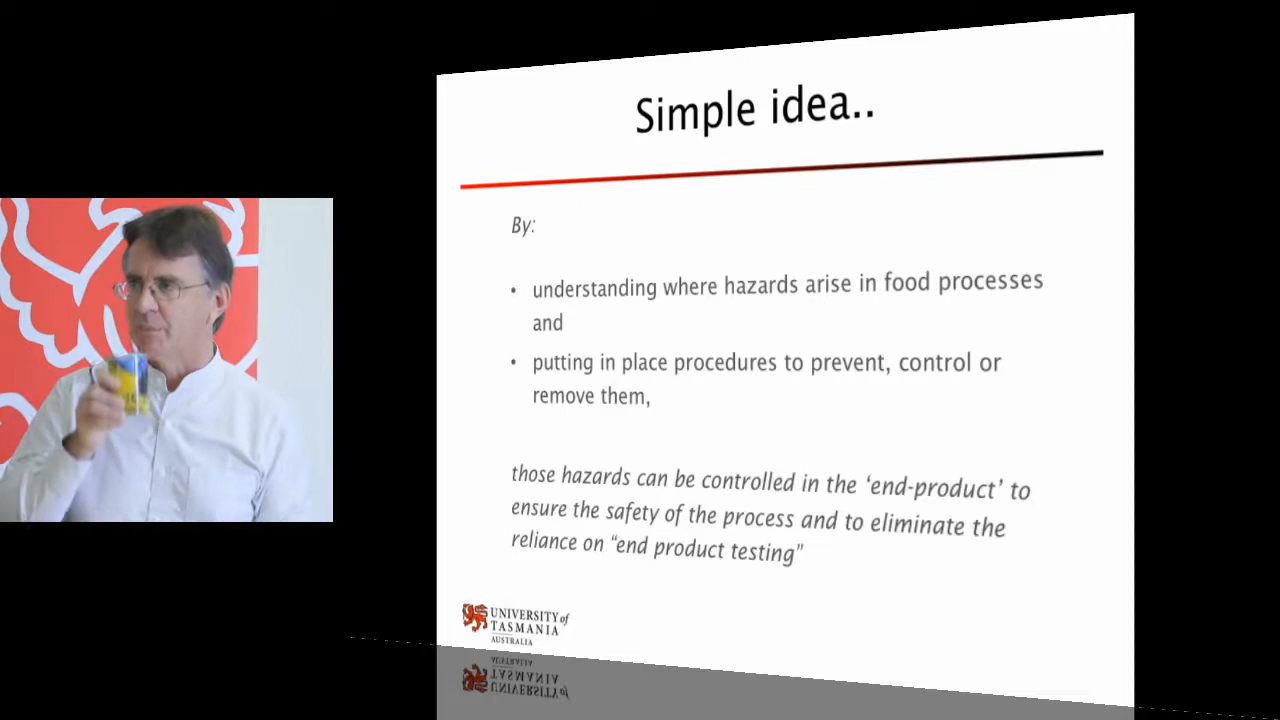 Simple idea..
By:
• understanding where hazards arise in food processes
and
• putting in place procedures to prevent, control or
remove them,
those hazards can be controlled in the ‘end-product’ to
ensure the safety of the process and to eliminate the
reliance on “end product testing”
UNIVERSITY of
TASMANIA
AUSTRALIA